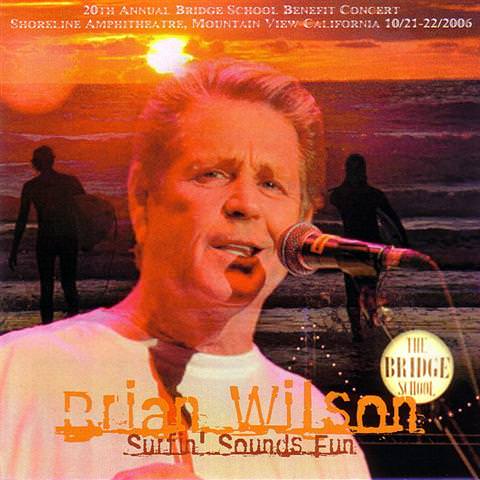 20th Annual Bridge School Benefit Concert
Shoreline Amphitheatre, Mountain View California 10/21-22/2006
THE
BRIDGE
SCHOOL
Brian Wilson
Surfin' Sounds Fun